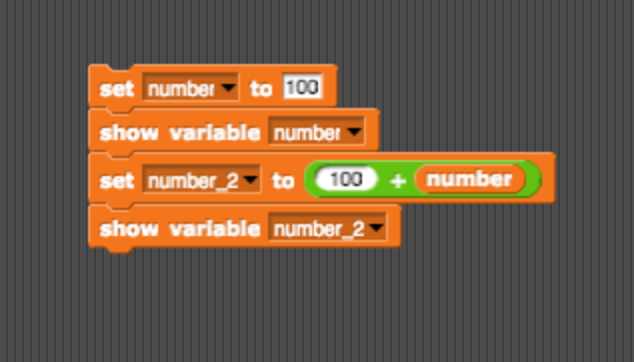 set number to 100
show variable number
set number_2 to 100 + number
show variable number_2